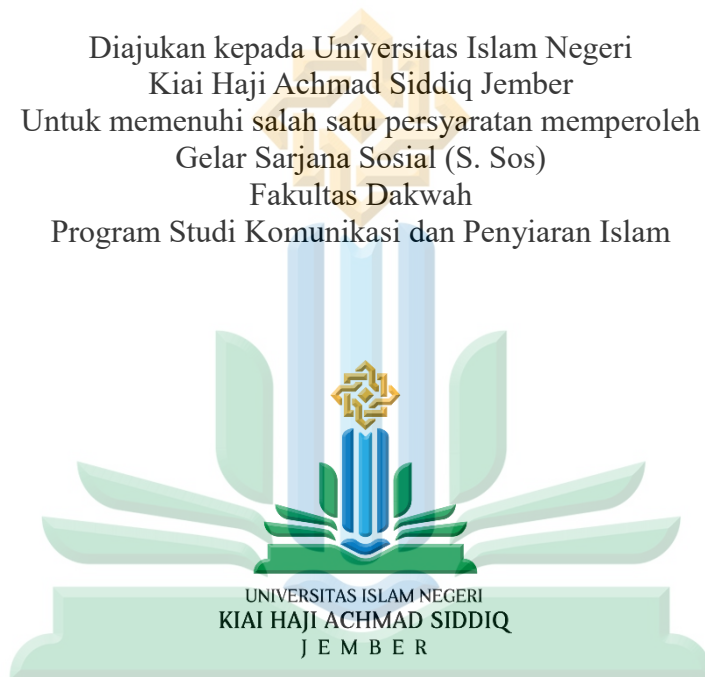 Diajukan kepada Universitas Islam Negeri
Kiai Haji Achmad Siddiq Jember
Untuk memenuhi salah satu persyaratan memperoleh
Gelar Sarjana Sosial (S. Sos)
Fakultas Dakwah
Program Studi Komunikasi dan Penyiaran Islam
UNIVERSITAS ISLAM NEGERI
KIAI HAJI ACHMAD SIDDIQ
JEMBER